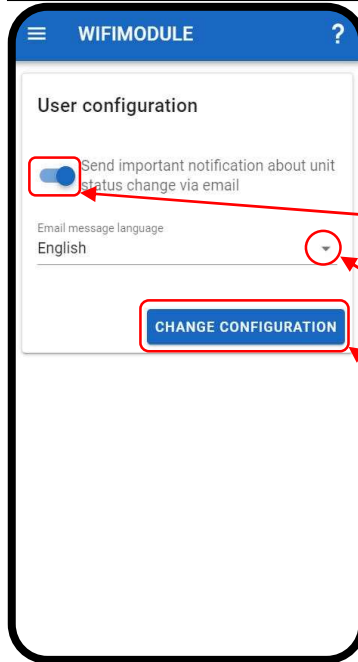 WIFIMODULE ?
User configuration
Send important notification about unit
status change via email
Email message language
English
CHANGE CONFIGURATION